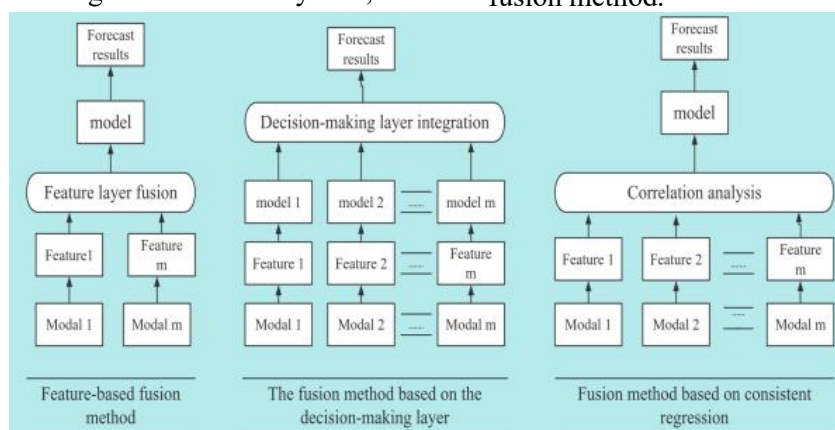 fusion method.
Forecast
results
model
Feature layer fusion
Feature1
Feature
m
Modal 1
Modal m
Feature-based fusion
method
Forecast
results
Decision-making layer integration
model 1
model 2
model m
Feature 1
Feature 2
Feature
m
Modal 1
Modal 2
Modal m
The fusion method based on the
decision-making layer
Forecast
results
model
Correlation analysis
Feature 1
Feature 2
Feature
m
Modal 1
Modal 2
Modal m
Fusion method based on consistent
regression